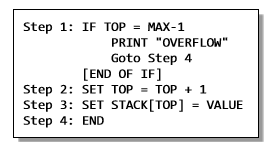 Step 1: IF TOP = MAX-1
PRINT "OVERFLOW"
Goto Step 4
[END OF IF]
Step 2: SET TOP = TOP + 1
Step 3: SET STACK[TOP] = VALUE
Step 4: END